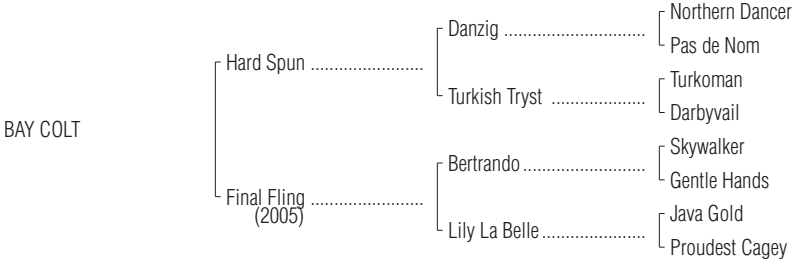 Northern Dancer
Danzig ..............................
Pas de Nom
Hard Spun ........................
Turkoman
Turkish Tryst ....................
Darbyvail
BAY COLT
Skywalker
Bertrando ..........................
Gentle Hands
Final Fling ........................
(2005)
Java Gold
Lily La Belle ......................
Proudest Cagey